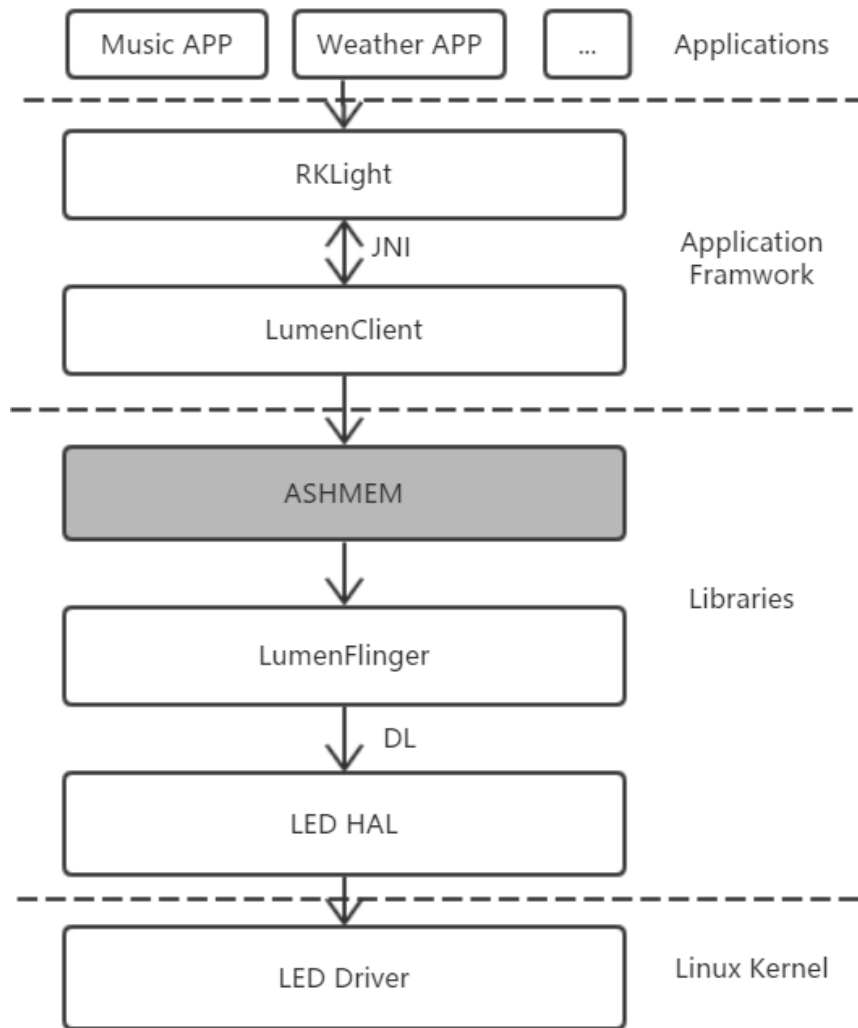 Music APP
Weather APP
...
Applications
RKLight
JNI
Application
Framwork
LumenClient
ASHMEM
Libraries
LumenFlinger
DL
LED HAL
LED Driver
Linux Kernel